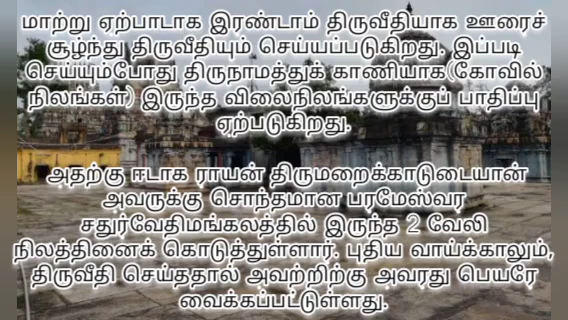 மாற்று ஏற்பாடாக இரண்டாம் திருவீதியாக ஊரைச்
சூழ்ந்து திருவீதியும் செய்யப்படுகிறது. இப்படி
செய்யும்போது திருநாமத்துக் காணியாக(கோவில்
நிலங்கள்) இருந்த விலைநிலங்களுக்குப் பாதிப்பு
ஏற்படுகிறது.
அதற்கு ஈடாக ராயன் திருமறைக்காடுடையான்
அவருக்கு சொந்தமான பரமேஸ்வர
சதுர்வேதிமங்கலத்தில் இருந்த 2 வேலி
நிலத்தினைக் கொடுத்துள்ளார். புதிய வாய்க்காலும்,
திருவீதி செய்ததால் அவற்றிற்கு அவரது பெயரே
வைக்கப்பட்டுள்ளது.